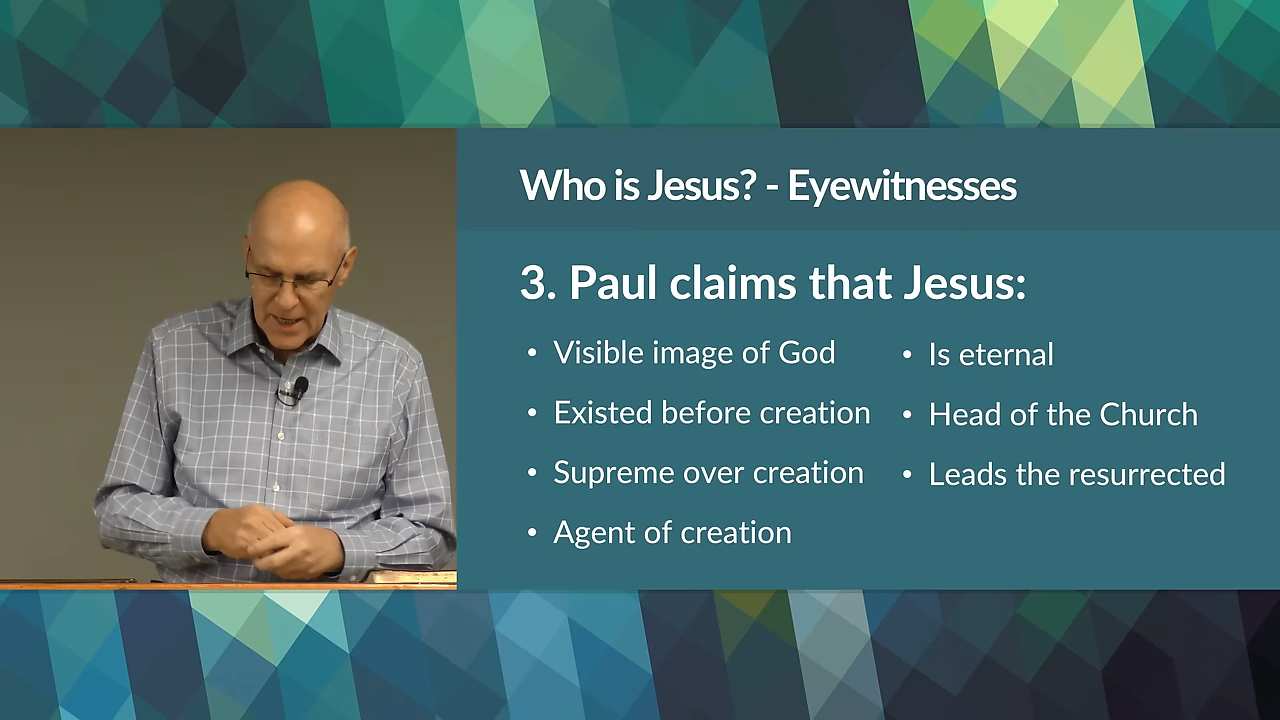 Who is Jesus? - Eyewitnesses
3. Paul claims that Jesus:
• Visible image of God
• Existed before creation
• Supreme over creation
• Agent of creation
• Is eternal
• Head of the Church
• Leads the resurrected